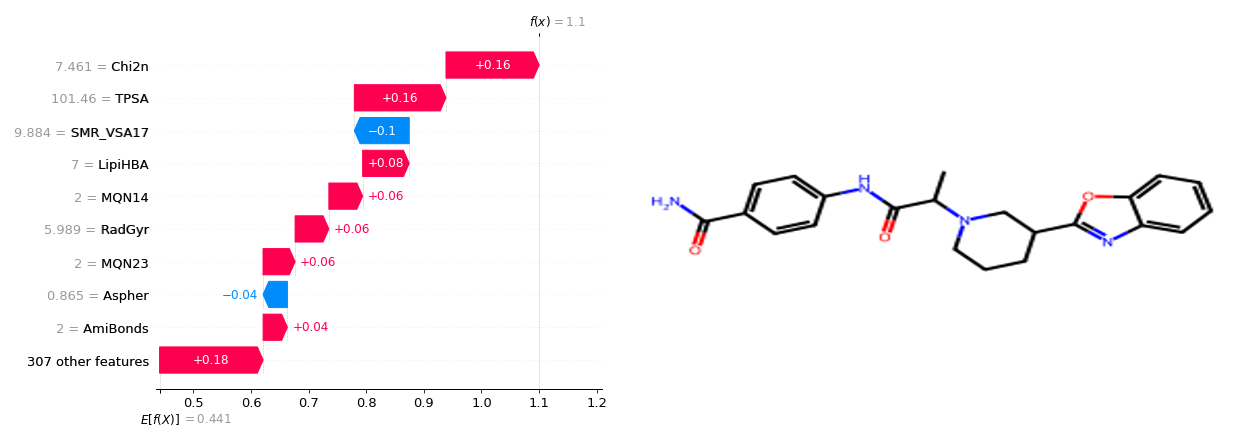 f(x) = 1.1
7.461 = Chi2n
+0.16
101.46 = TPSA
+0.16
9.884 = SMR_VSA17
−0.1
7 = LipiHBA
+0.08
2 = MQN14
+0.06
5.989 = RadGyr
+0.06
2 = MQN23
+0.06
0.865 = Aspher
−0.04
2 = AmiBonds
+0.04
307 other features
+0.18
0.5 0.6 0.7 0.8 0.9 1.0 1.1 1.2
E[f(X)] = 0.441
H₂N
O
H
N
O
N
O
N